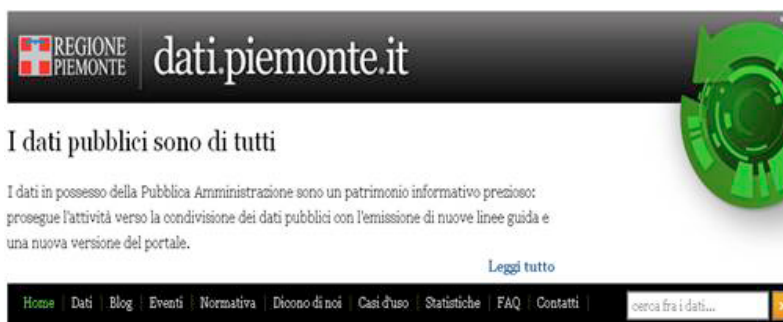 REGIONE
PIEMONTE
dati.piemonte.it
I dati pubblici sono di tutti
I dati in possesso della Pubblica Amministrazione sono un patrimonio informativo prezioso:
prosegue l'attività verso la condivisione dei dati pubblici con l'emissione di nuove linee guida e
una nuova versione del portale.
Leggi tutto
Home | Dati | Blog | Eventi | Normativa | Dicono di noi | Casi d'uso | Statistiche | FAQ | Contatti |
cerca fra i dati...